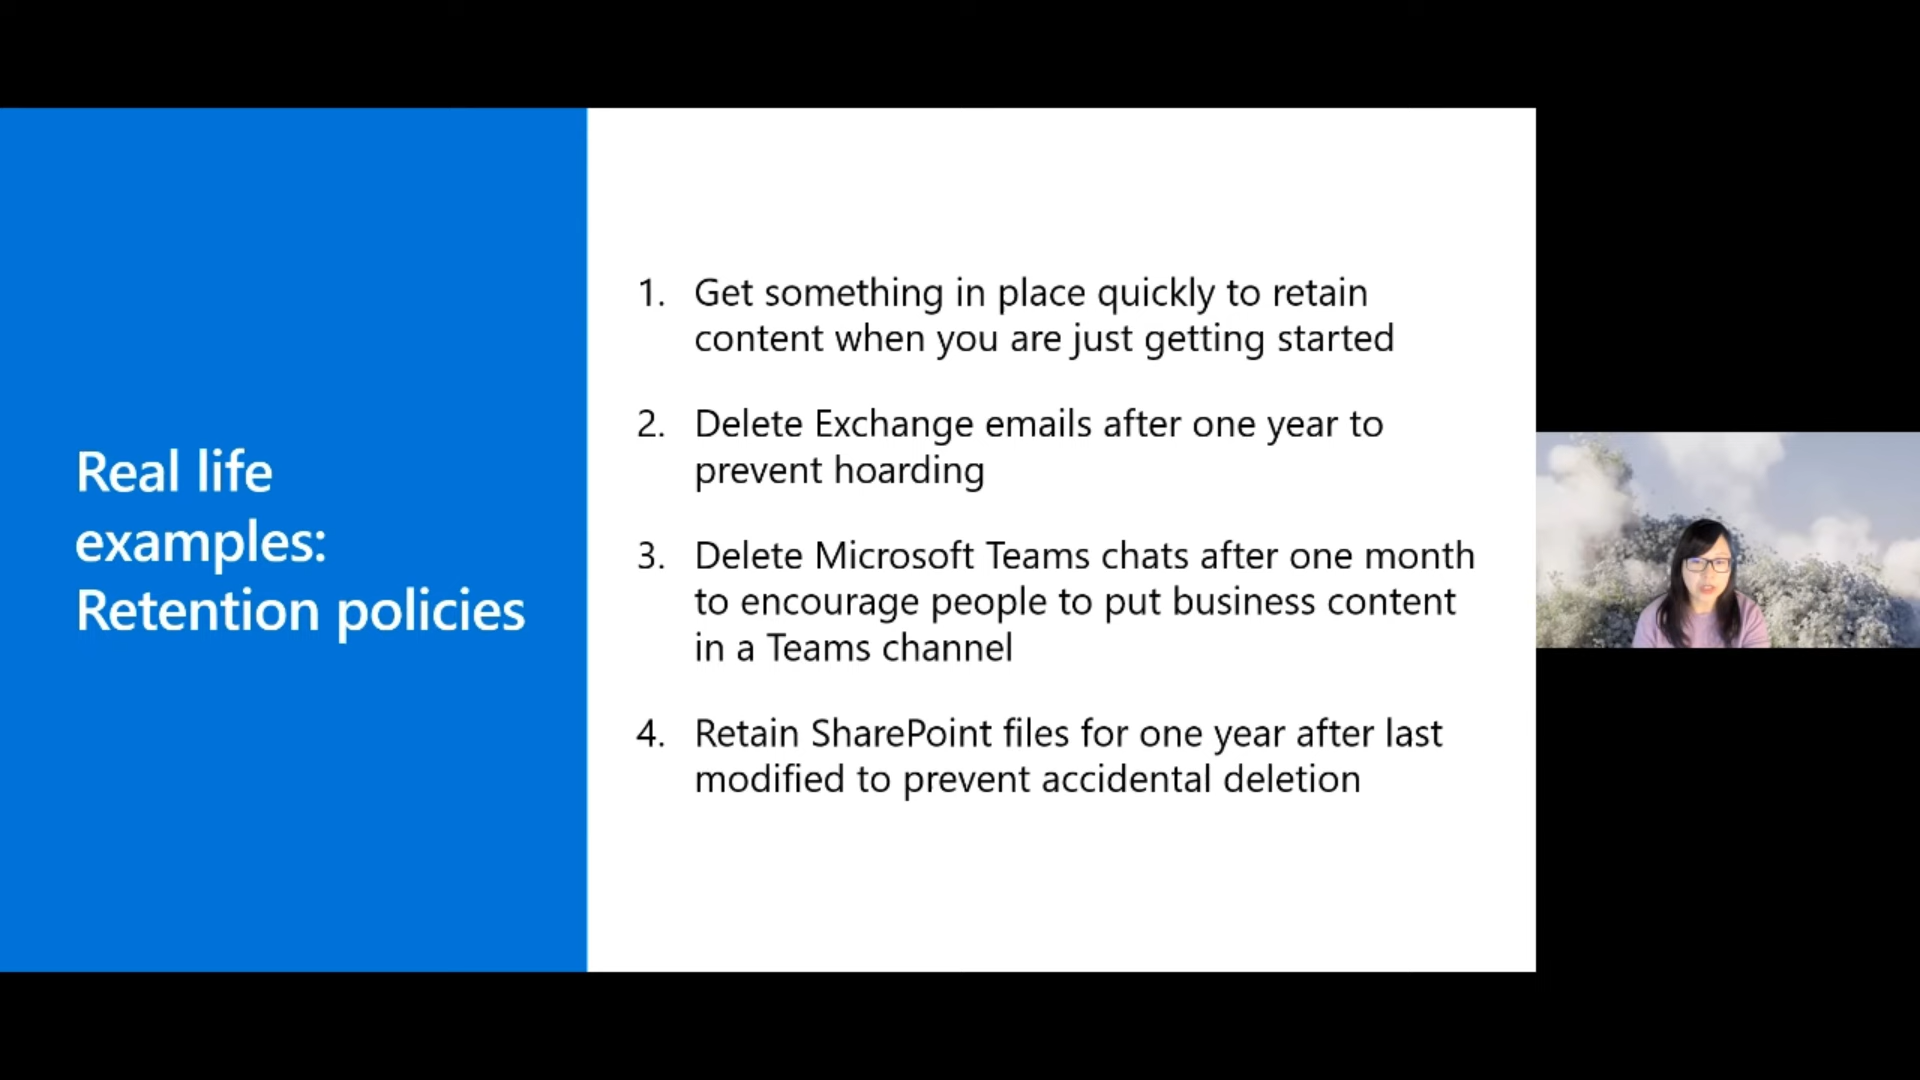 Real life
examples:
Retention policies
1. Get something in place quickly to retain
content when you are just getting started
2. Delete Exchange emails after one year to
prevent hoarding
3. Delete Microsoft Teams chats after one month
to encourage people to put business content
in a Teams channel
4. Retain SharePoint files for one year after last
modified to prevent accidental deletion